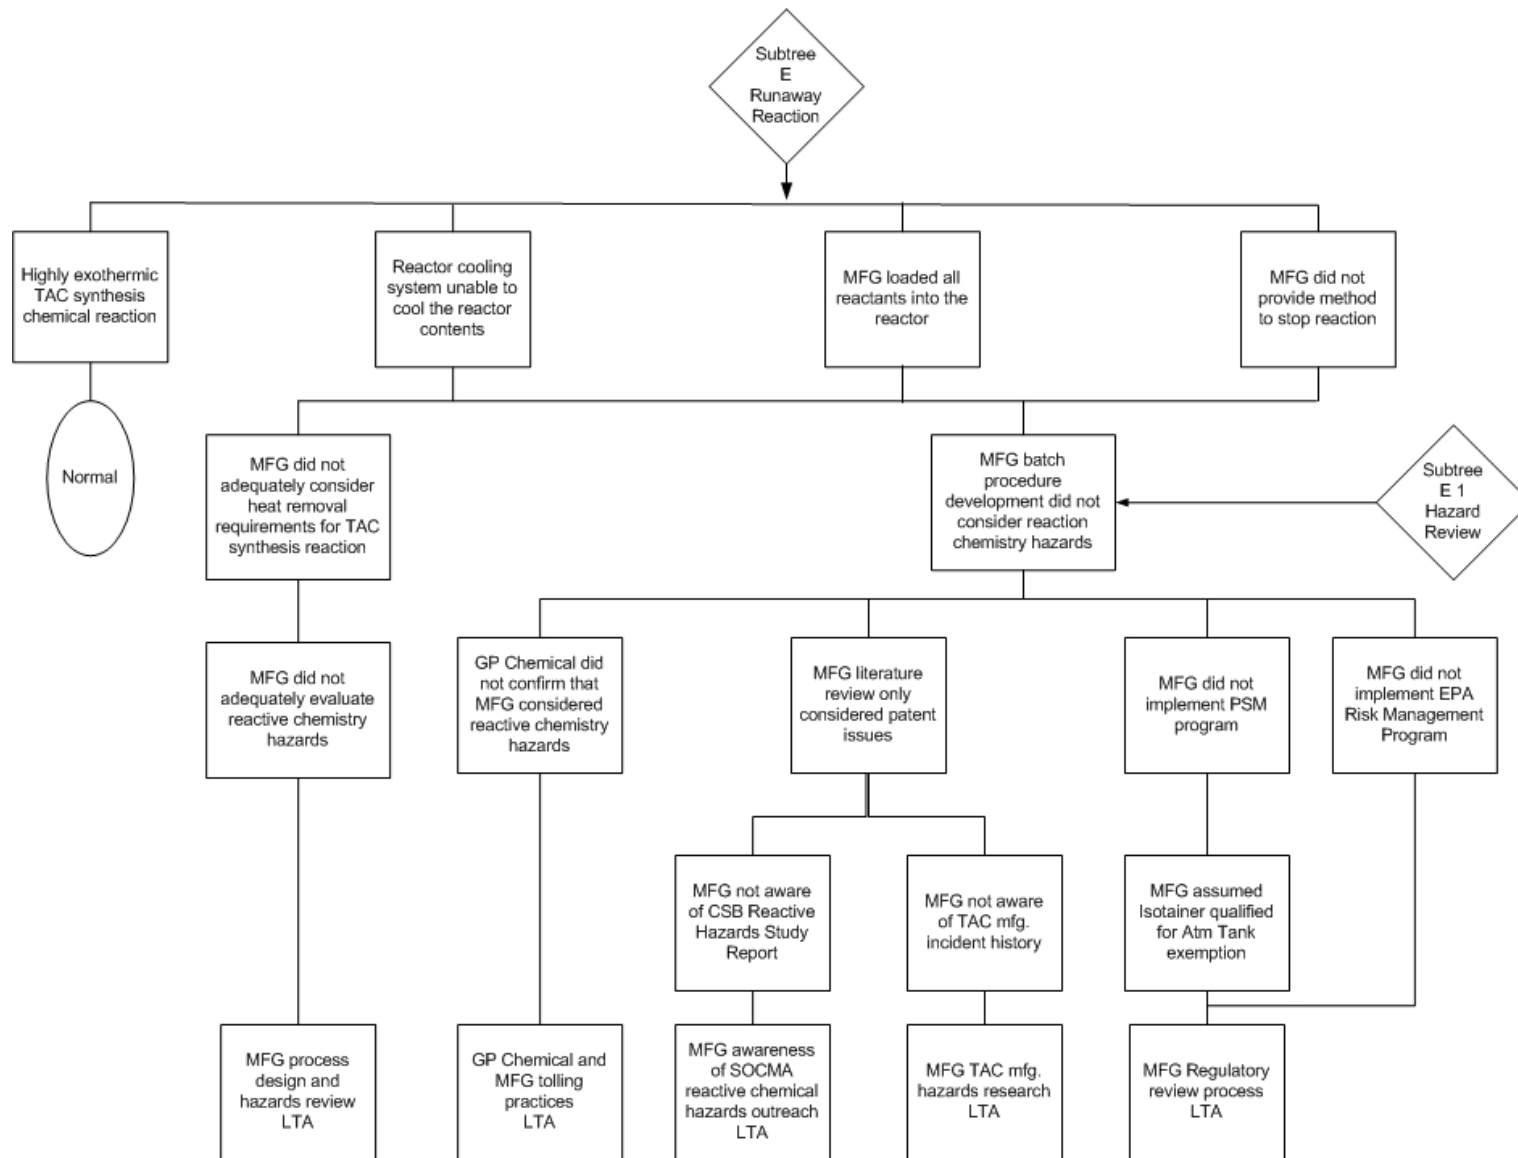 Subtree
E
Runaway
Reaction
Highly exothermic
TAC synthesis
chemical reaction
Reactor cooling
system unable to
cool the reactor
contents
MFG loaded all
reactants into the
reactor
MFG did not
provide method
to stop reaction
Normal
MFG did not
adequately consider
heat removal
requirements for TAC
synthesis reaction
MFG batch
procedure
development did not
consider reaction
chemistry hazards
Subtree
E 1
Hazard
Review
MFG did not
adequately evaluate
reactive chemistry
hazards
GP Chemical did
not confirm that
MFG considered
reactive chemistry
hazards
MFG literature
review only
considered patent
issues
MFG did not
implement PSM
program
MFG did not
implement EPA
Risk Management
Program
MFG not aware
of CSB Reactive
Hazards Study
Report
MFG not aware
of TAC mfg.
incident history
MFG assumed
Isotainer qualified
for Atm Tank
exemption
MFG process
design and
hazards review
LTA
GP Chemical and
MFG tolling
practices
LTA
MFG awareness
of SOCMA
reactive chemical
hazards outreach
LTA
MFG TAC mfg.
hazards research
LTA
MFG Regulatory
review process
LTA